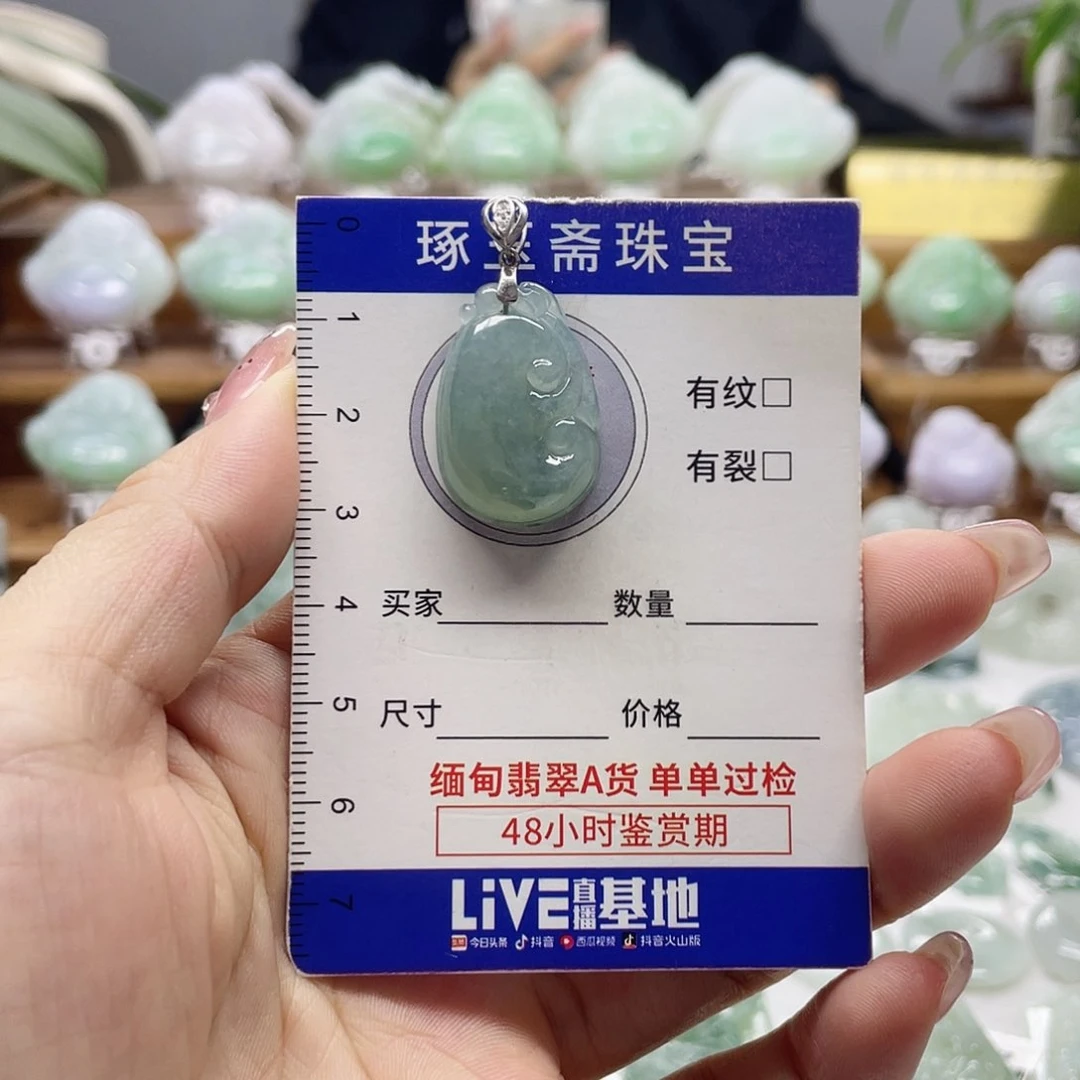 琢玉斋珠宝
0
1
2
3
4
5
6
7
有纹□
有裂□
买家 数量
尺寸 价格
缅甸翡翠A货 单单过检
48小时鉴赏期
LiVE直播基地
今日头条 抖音 西瓜视频 抖音火山版